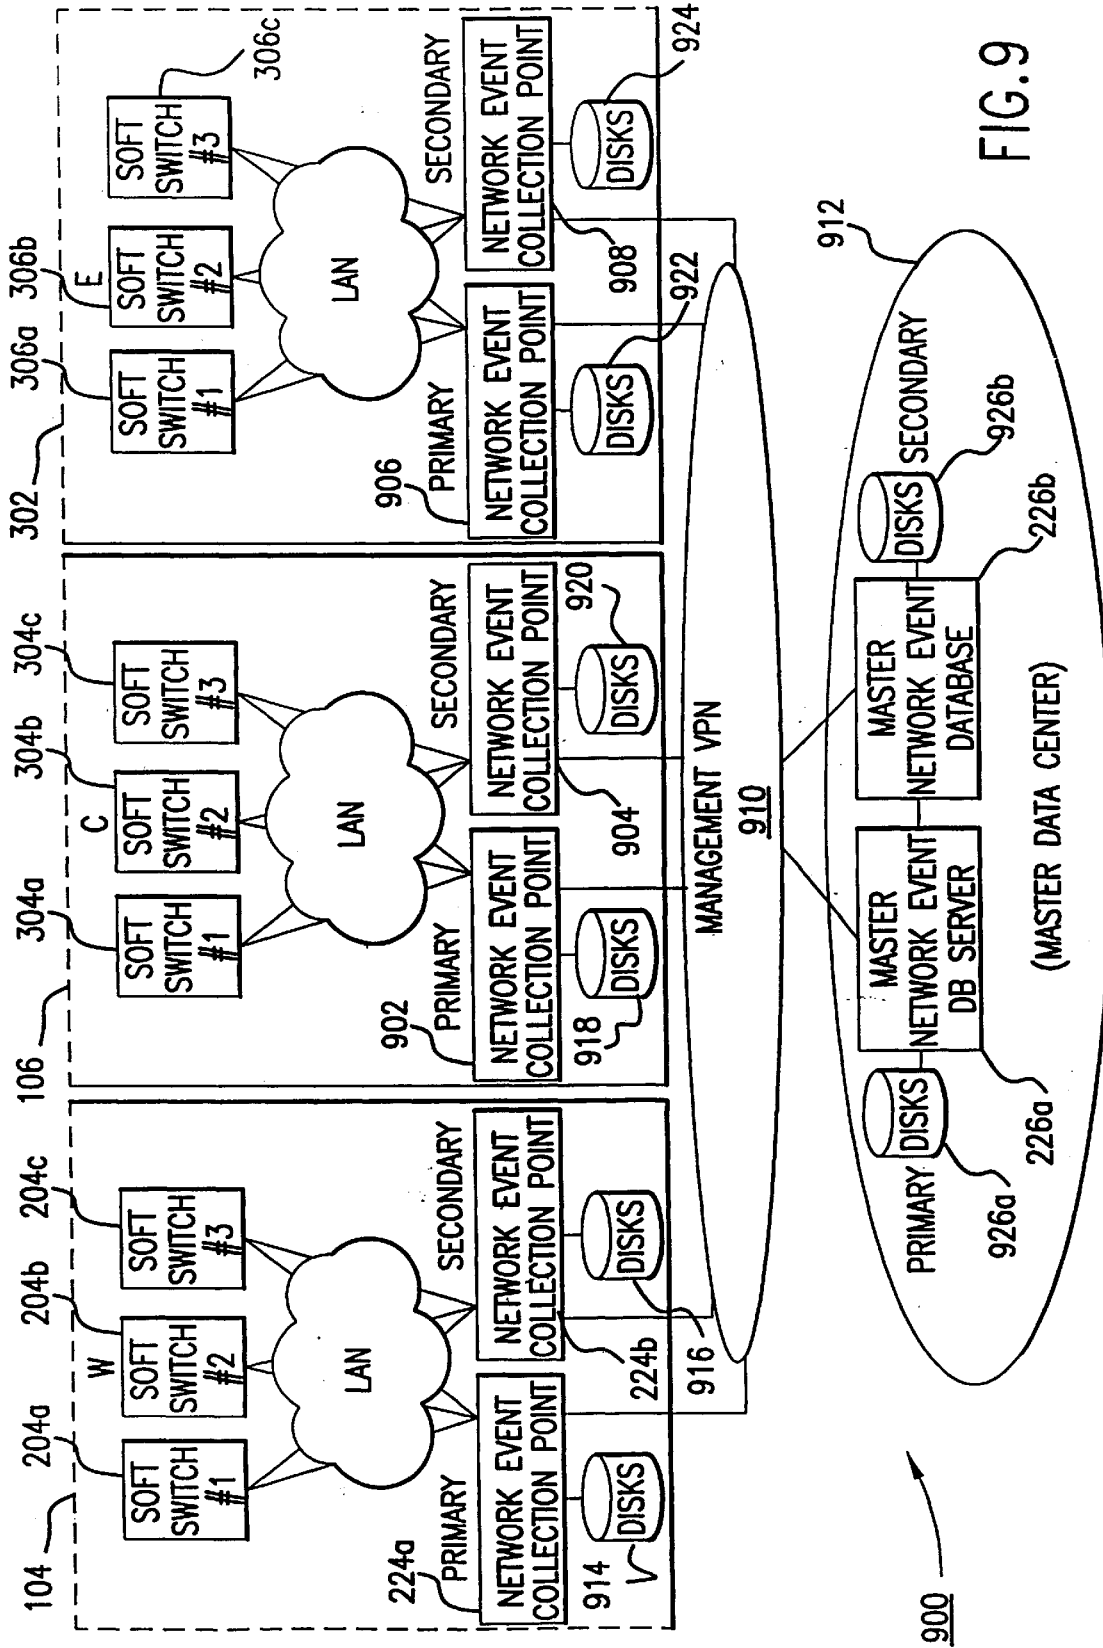 104
204a
204b
204c
106
304a
304b
304c
302
306a
306b
306c
W
C
E
SOFT
SWITCH
#1
SOFT
SWITCH
#2
SOFT
SWITCH
#3
SOFT
SWITCH
#1
SOFT
SWITCH
#2
SOFT
SWITCH
#3
SOFT
SWITCH
#1
SOFT
SWITCH
#2
SOFT
SWITCH
#3
LAN
LAN
LAN
224a
PRIMARY
SECONDARY
902
PRIMARY
SECONDARY
906
PRIMARY
SECONDARY
NETWORK EVENT
COLLECTION POINT
NETWORK EVENT
COLLECTION POINT
NETWORK EVENT
COLLECTION POINT
NETWORK EVENT
COLLECTION POINT
NETWORK EVENT
COLLECTION POINT
NETWORK EVENT
COLLECTION POINT
914
DISKS
224b
DISKS
916
918
DISKS
904
DISKS
920
DISKS
922
908
DISKS
924
MANAGEMENT VPN
910
912
PRIMARY
DISKS
926a
MASTER
NETWORK EVENT
DB SERVER
226a
MASTER
NETWORK EVENT
DATABASE
226b
DISKS
SECONDARY
926b
(MASTER DATA CENTER)
900
FIG.9